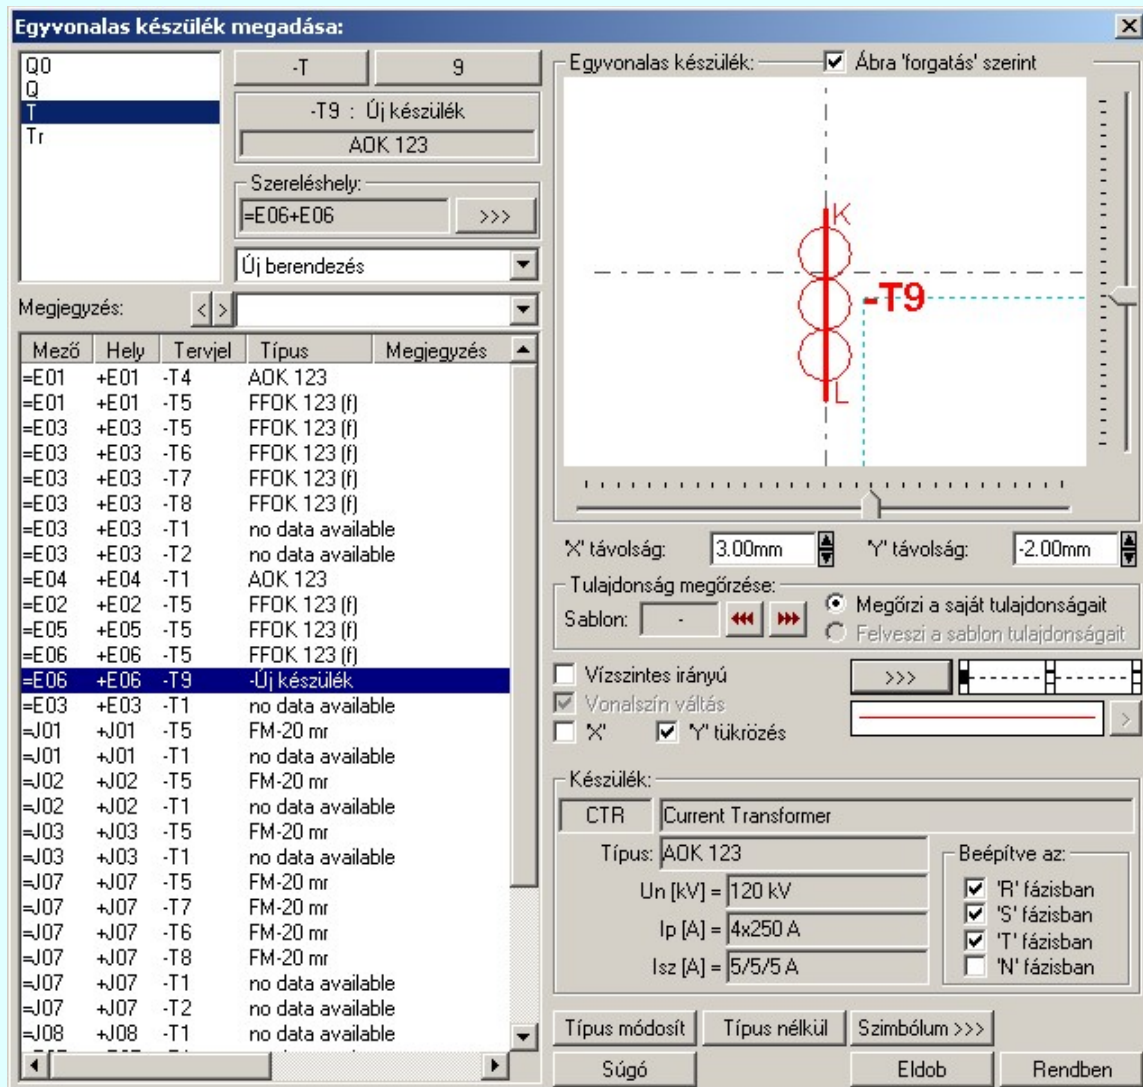 Egyvonalas készülék megadása:
Q0
Q
T
Tr
-T 9
-T9 : Új készülék
AOK 123
Szereléshely:
=E06+E06 >>>
Új berendezés
Megjegyzés: < >
Mező Hely Tervjel Típus Megjegyzés
=E01 +E01 -T4 AOK 123
=E01 +E01 -T5 FFOK 123 (f)
=E03 +E03 -T5 FFOK 123 (f)
=E03 +E03 -T6 FFOK 123 (f)
=E03 +E03 -T7 FFOK 123 (f)
=E03 +E03 -T8 FFOK 123 (f)
=E03 +E03 -T1 no data available
=E03 +E03 -T2 no data available
=E04 +E04 -T1 AOK 123
=E02 +E02 -T5 FFOK 123 (f)
=E05 +E05 -T5 FFOK 123 (f)
=E06 +E06 -T5 FFOK 123 (f)
=E06 +E06 -T9 -Új készülék
=E03 +E03 -T1 no data available
=J01 +J01 -T5 FM-20 mr
=J01 +J01 -T1 no data available
=J02 +J02 -T5 FM-20 mr
=J02 +J02 -T1 no data available
=J03 +J03 -T5 FM-20 mr
=J03 +J03 -T1 no data available
=J07 +J07 -T5 FM-20 mr
=J07 +J07 -T7 FM-20 mr
=J07 +J07 -T6 FM-20 mr
=J07 +J07 -T8 FM-20 mr
=J07 +J07 -T1 no data available
=J07 +J07 -T2 no data available
=J08 +J08 -T1 no data available
Egyvonalas készülék: Ábra 'forgatás' szerint
K
-T9
L
'X' távolság: 3.00mm 'Y' távolság: -2.00mm
Tulajdonság megőrzése:
Sablon: -
Megőrzi a saját tulajdonságait
Felveszi a sablon tulajdonságait
Vízszintes irányú >>>
Vonalszín váltás
'X' 'Y' tükrözés >
Készülék:
CTR Current Transformer
Típus: AOK 123
Un [kV] = 120 kV
Ip [A] = 4x250 A
Isz [A] = 5/5/5 A
Beépítve az:
'R' fázisban
'S' fázisban
'T' fázisban
'N' fázisban
Típus módosít Típus nélkül Szimbólum >>>
Súgó Eldob Rendben